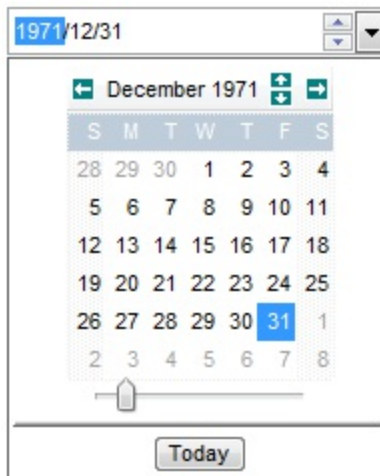 1971/12/31
December 1971
S M T W T F S
28 29 30 1 2 3 4
5 6 7 8 9 10 11
12 13 14 15 16 17 18
19 20 21 22 23 24 25
26 27 28 29 30 31 1
2 3 4 5 6 7 8
Today